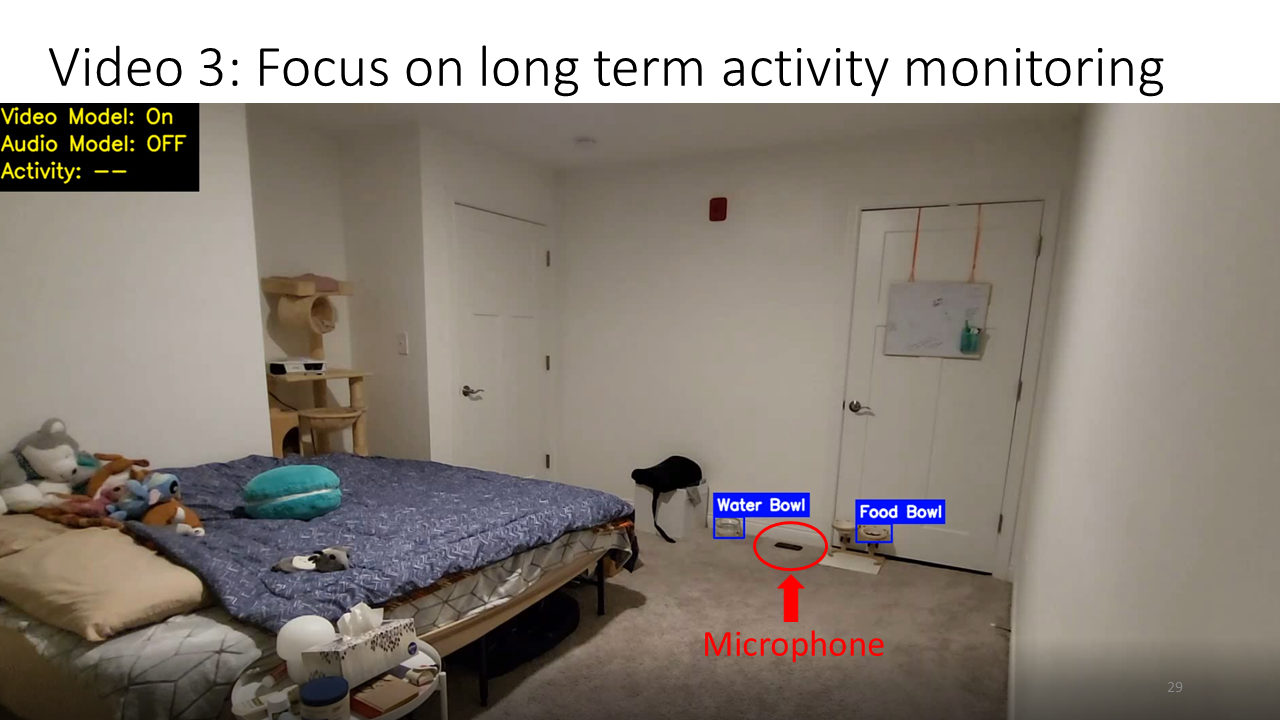 Video 3: Focus on long term activity monitoring
Video Model: On
Audio Model: OFF
Activity: --
Water Bowl
Food Bowl
Microphone
29